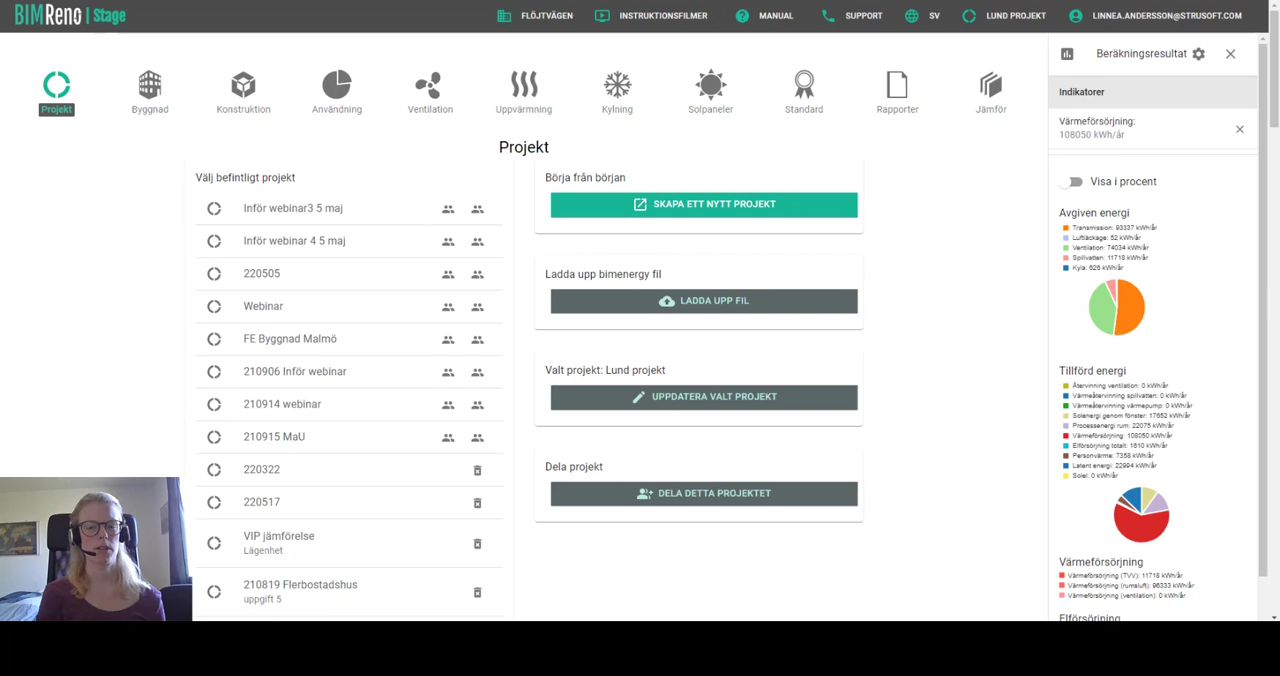 BIMReno | Stage
FLÖJTVÄGEN
INSTRUKTIONSFILMER
MANUAL
SUPPORT
SV
LUND PROJEKT
LINNEA.ANDERSSON@STRUSOFT.COM
Projekt
Byggnad
Konstruktion
Användning
Ventilation
Uppvärmning
Kylning
Solpaneler
Standard
Rapporter
Jämför
Projekt
Välj befintligt projekt
Inför webinar3 5 maj
Inför webinar 4 5 maj
220505
Webinar
FE Byggnad Malmö
210906 Inför webinar
210914 webinar
210915 MaU
220322
220517
VIP jämförelse
Lägenhet
210819 Flerbostadshus
uppgift 5
Börja från början
SKAPA ETT NYTT PROJEKT
Ladda upp bimenergy fil
LADDA UPP FIL
Valt projekt: Lund projekt
UPPDATERA VALT PROJEKT
Dela projekt
DELA DETTA PROJEKTET
Beräkningsresultat
Indikatorer
Värmeförsörjning:
108050 kWh/år
Visa i procent
Avgiven energi
Transmission: 93337 kWh/år
Luftläckage: 52 kWh/år
Ventilation: 74034 kWh/år
Spillvatten: 11718 kWh/år
Kyla: 626 kWh/år
Tillförd energi
Återvinning ventilation: 0 kWh/år
Värmeåtervinning spillvatten: 0 kWh/år
Värmeåtervinning värmepump: 0 kWh/år
Solenergi genom fönster: 17652 kWh/år
Processenergi rum: 22075 kWh/år
Värmeförsörjning: 108050 kWh/år
Elförsörjning totalt: 1610 kWh/år
Personvärme: 7358 kWh/år
Latent energi: 22994 kWh/år
Solel: 0 kWh/år
Värmeförsörjning
Värmeförsörjning (TVV): 11718 kWh/år
Värmeförsörjning (rumsluft): 96333 kWh/år
Värmeförsörjning (ventilation): 0 kWh/år
Elförsörjning